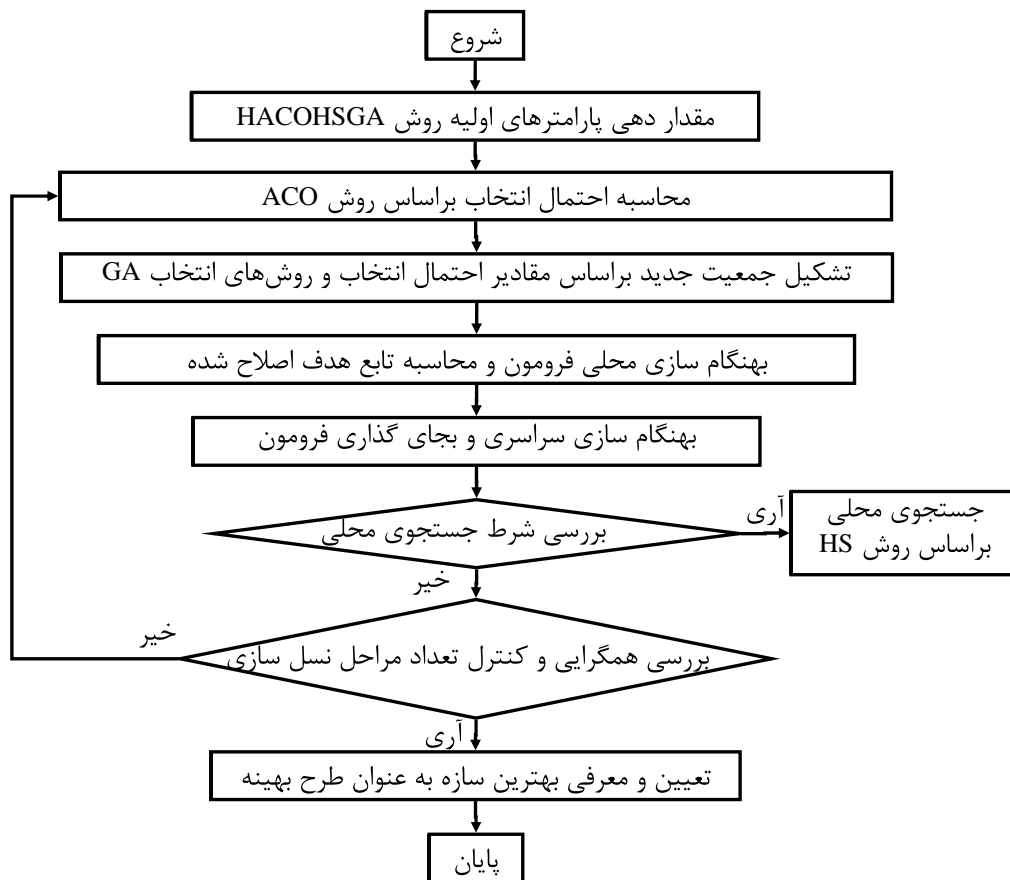 شروع
مقدار دهی پارامترهای اولیه روش HACOHSGA
محاسبه احتمال انتخاب براساس روش ACO
تشکیل جمعیت جدید براساس مقادیر احتمال انتخاب و روش‌های انتخاب GA
بهنگام سازی محلی فرومون و محاسبه تابع هدف اصلاح شده
بهنگام سازی سراسری و بجای گذاری فرومون
بررسی شرط جستجوی محلی
آری
جستجوی محلی
براساس روش HS
خیر
بررسی همگرایی و کنترل تعداد مراحل نسل سازی
خیر
آری
تعیین و معرفی بهترین سازه به عنوان طرح بهینه
پایان